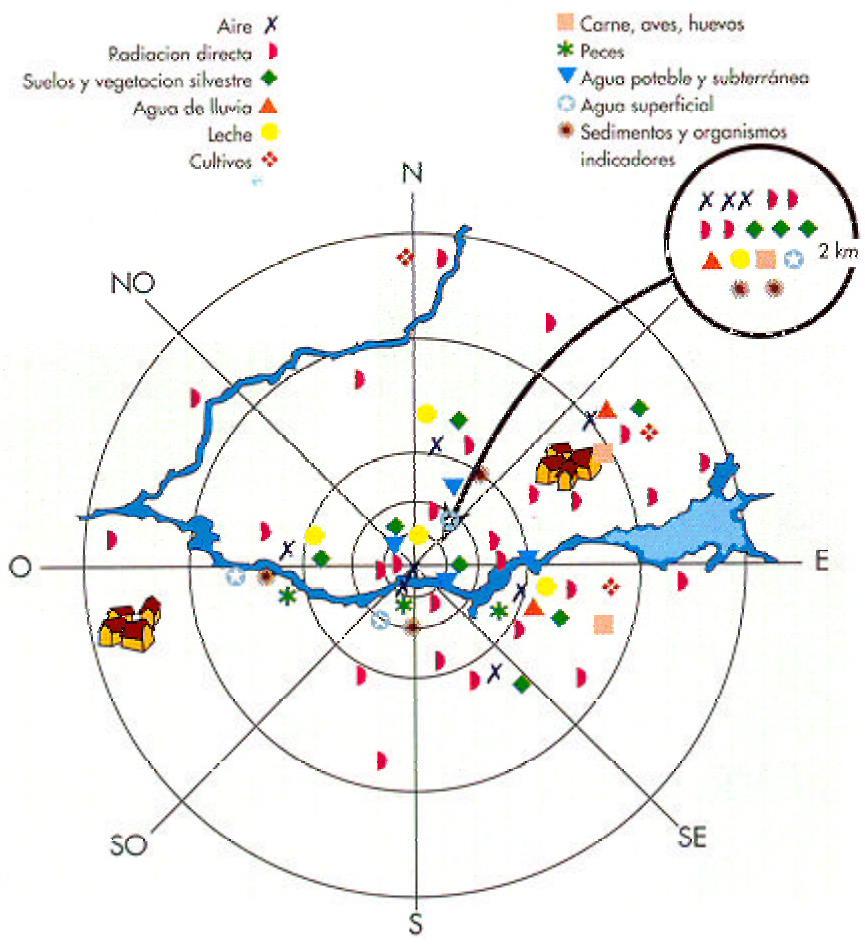 Aire
Radiacion directa
Suelos y vegetacion silvestre
Agua de lluvia
Leche
Cultivos
Carne, aves, huevos
Peces
Agua potable y subterránea
Agua superficial
Sedimentos y organismos
indicadores
N
2 km
NO
O
E
SO
SE
S